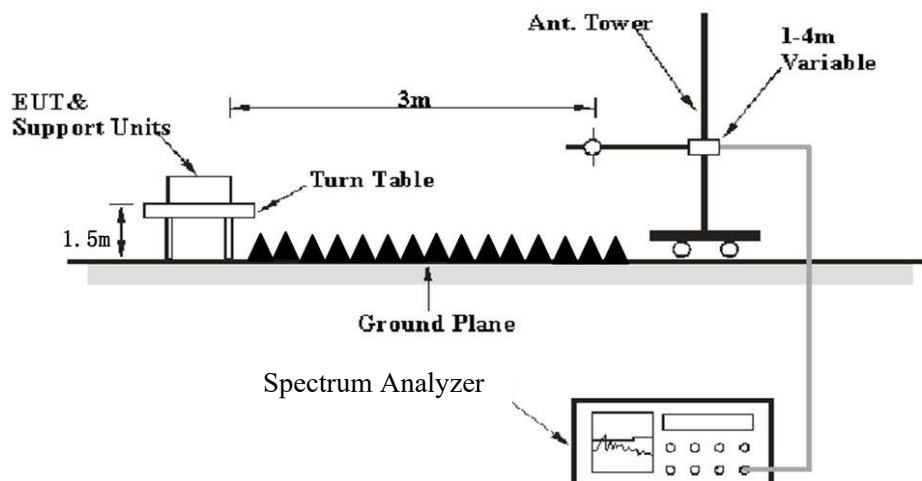 Ant. Tower
1-4m
Variable
3m
EUT&
Support Units
Turn Table
1.5m
Ground Plane
Spectrum Analyzer